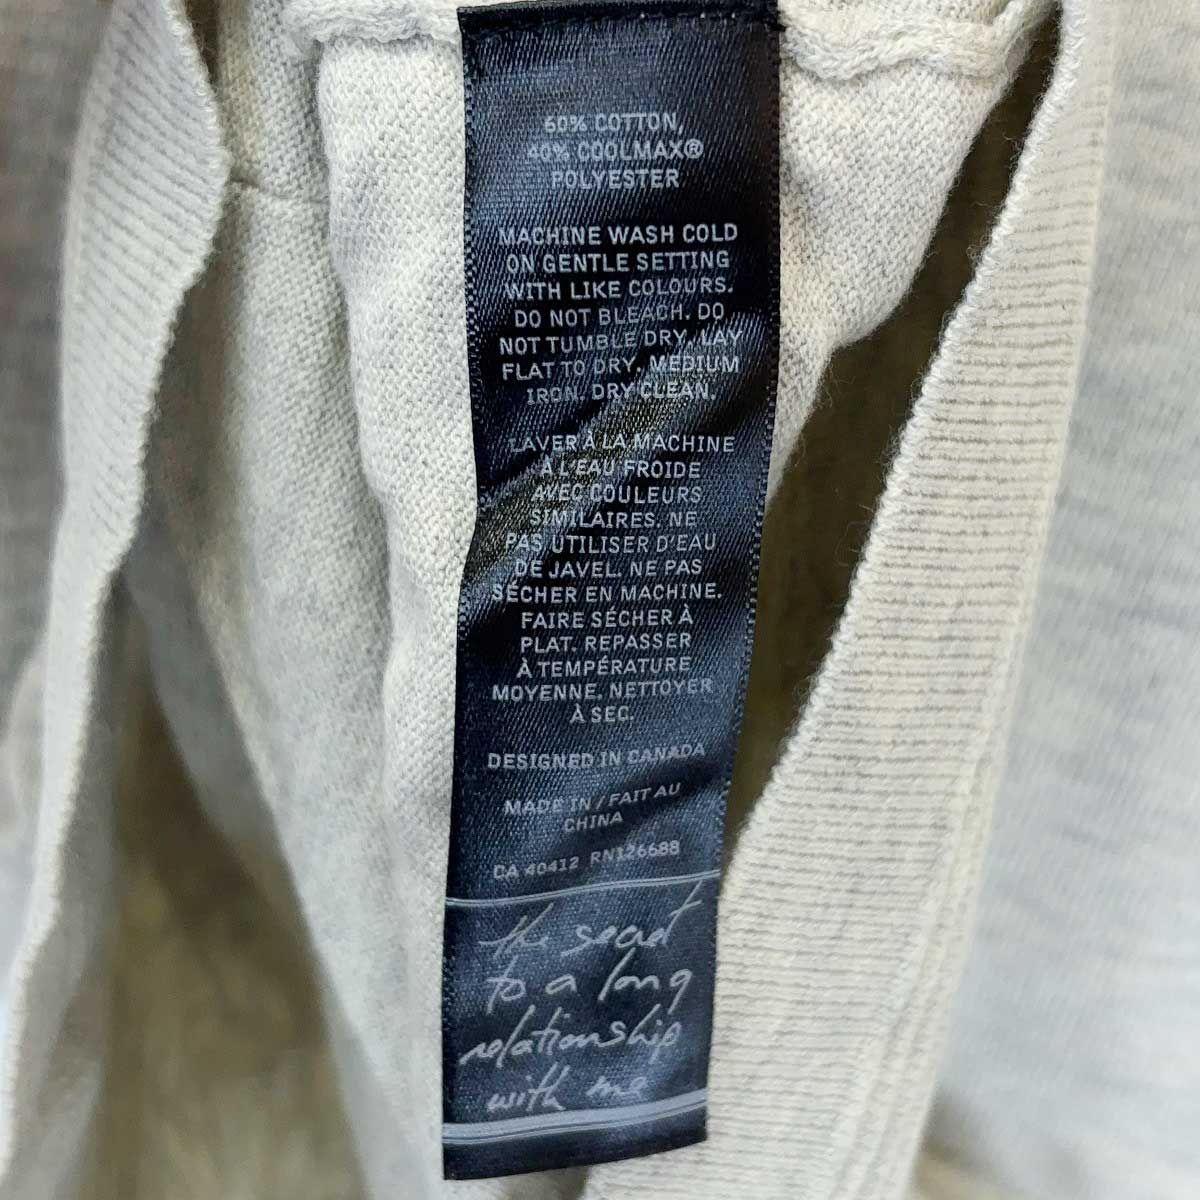 60% COTTON,
40% COOLMAX®
POLYESTER
MACHINE WASH COLD
ON GENTLE SETTING
WITH LIKE COLOURS.
DO NOT BLEACH. DO
NOT TUMBLE DRY. LAY
FLAT TO DRY. MEDIUM
IRON. DRY CLEAN.
LAVER À LA MACHINE
À L'EAU FROIDE
AVEC COULEURS
SIMILAIRES. NE
PAS UTILISER D'EAU
DE JAVEL. NE PAS
SÉCHER EN MACHINE.
FAIRE SÉCHER À
PLAT. REPASSER
À TEMPÉRATURE
MOYENNE. NETTOYER
À SEC.
DESIGNED IN CANADA
MADE IN / FAIT AU
CHINA
CA 40412 RN126688
the secret
to a long
relationship
with me